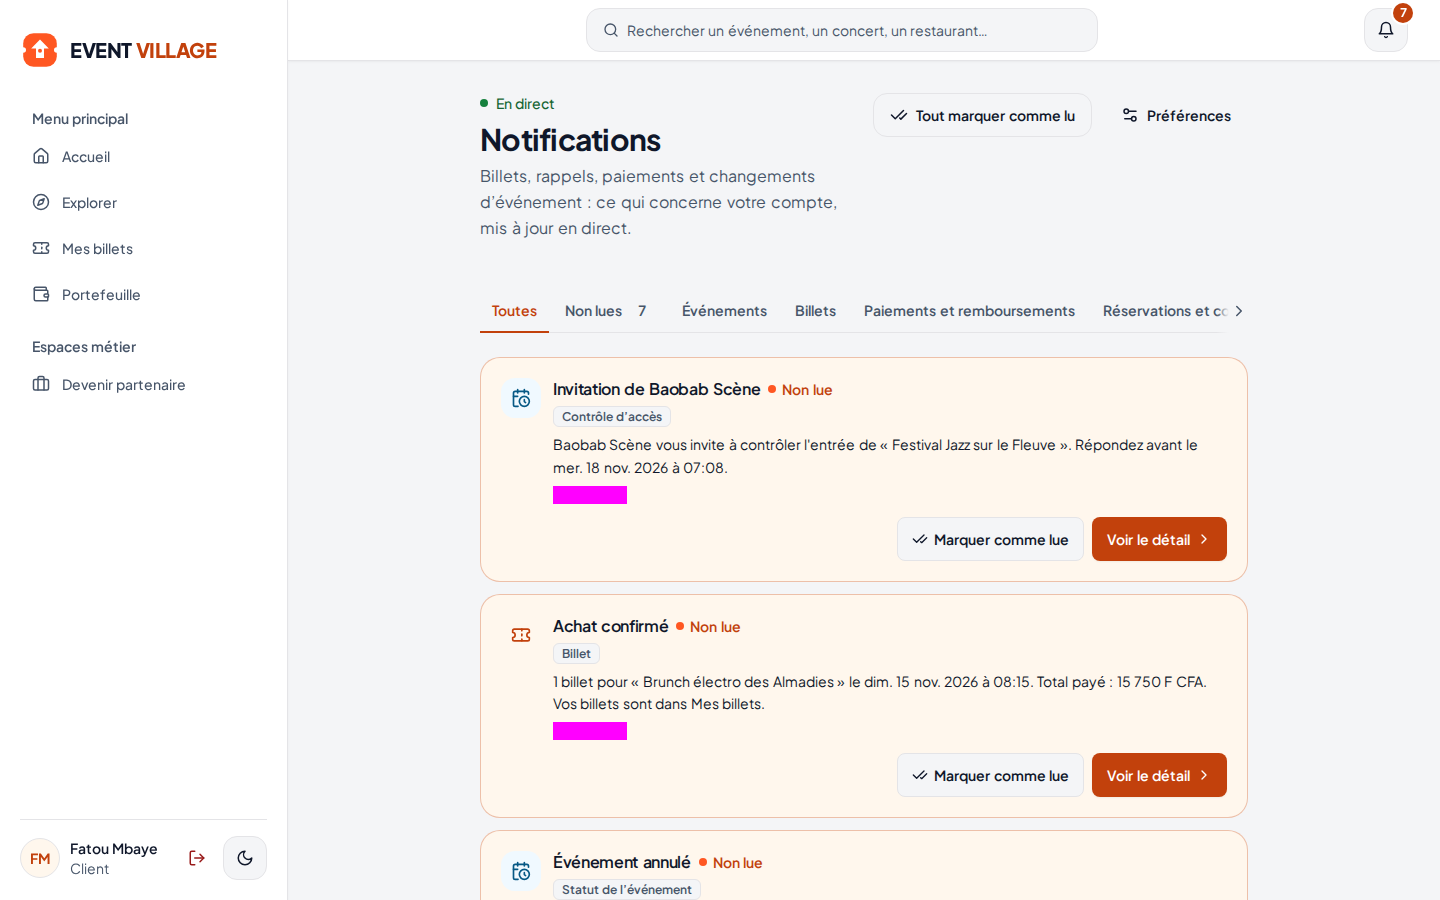 EVENT VILLAGE
Menu principal
Accueil
Explorer
Mes billets
Portefeuille
Espaces métier
Devenir partenaire
FM
Fatou Mbaye
Client
Rechercher un événement, un concert, un restaurant…
7
En direct
Notifications
Billets, rappels, paiements et changements
d’événement : ce qui concerne votre compte,
mis à jour en direct.
Tout marquer comme lu
Préférences
Toutes
Non lues 7
Événements
Billets
Paiements et remboursements
Réservations et co
Invitation de Baobab Scène Non lue
Contrôle d’accès
Baobab Scène vous invite à contrôler l'entrée de « Festival Jazz sur le Fleuve ». Répondez avant le
mer. 18 nov. 2026 à 07:08.
Marquer comme lue
Voir le détail
Achat confirmé Non lue
Billet
1 billet pour « Brunch électro des Almadies » le dim. 15 nov. 2026 à 08:15. Total payé : 15 750 F CFA.
Vos billets sont dans Mes billets.
Marquer comme lue
Voir le détail
Événement annulé Non lue
Statut de l’événement